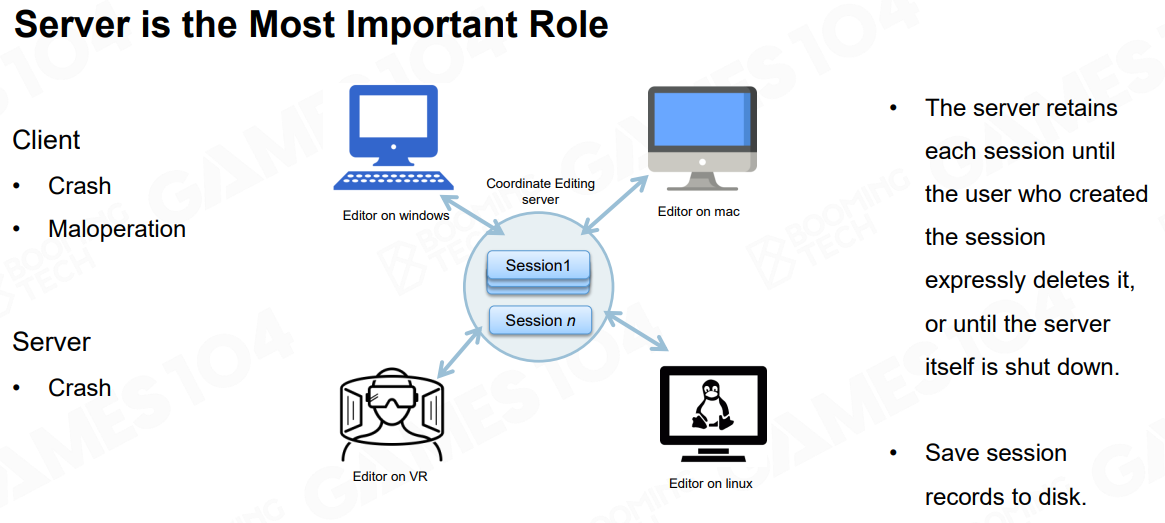 Server is the Most Important Role
Client
• Crash
• Maloperation
Server
• Crash
Editor on windows
Coordinate Editing
server
Editor on mac
Session1
Session n
Editor on VR
Editor on linux
• The server retains
each session until
the user who created
the session
expressly deletes it,
or until the server
itself is shut down.
• Save session
records to disk.
GAMES104
BOOMING
TECH